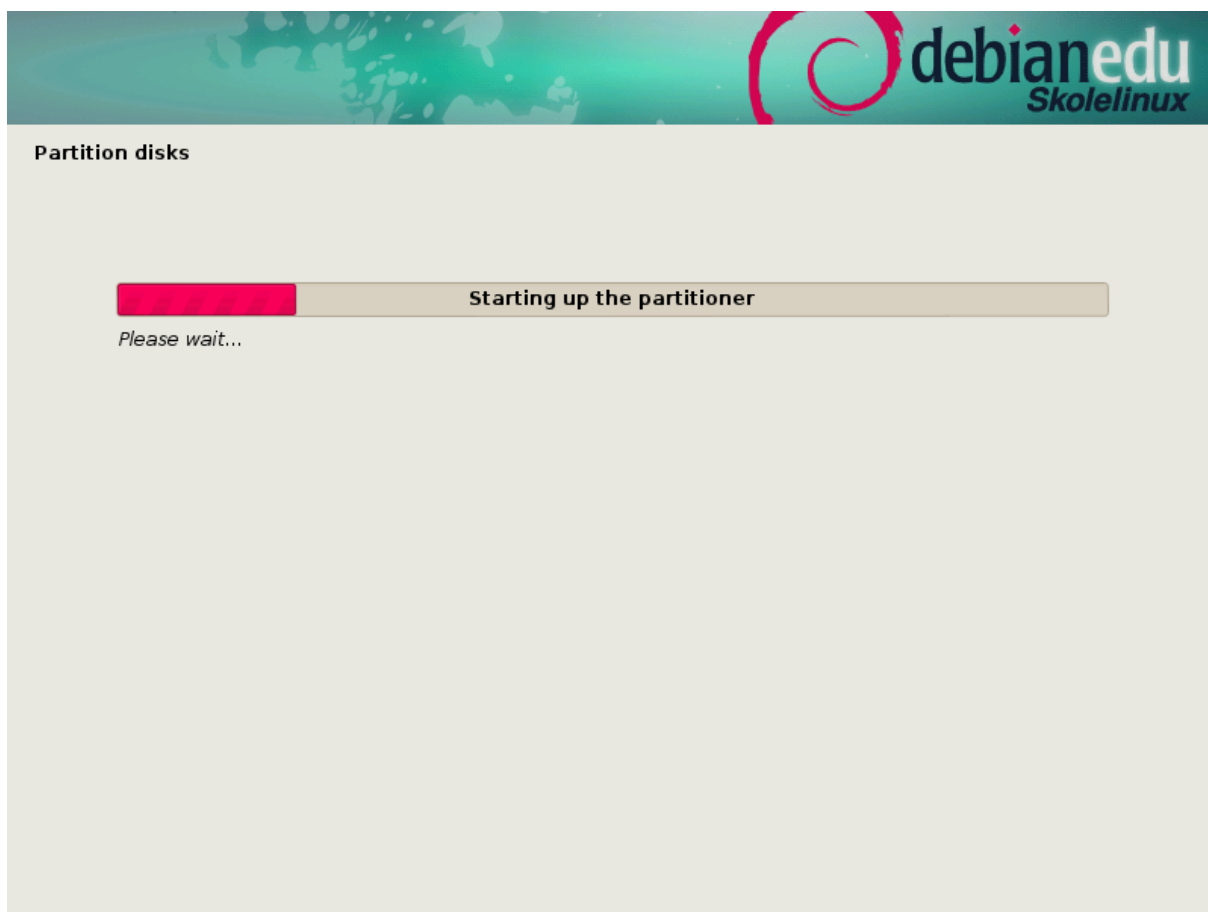 debianedu
Skolelinux
Partition disks
Starting up the partitioner
Please wait...